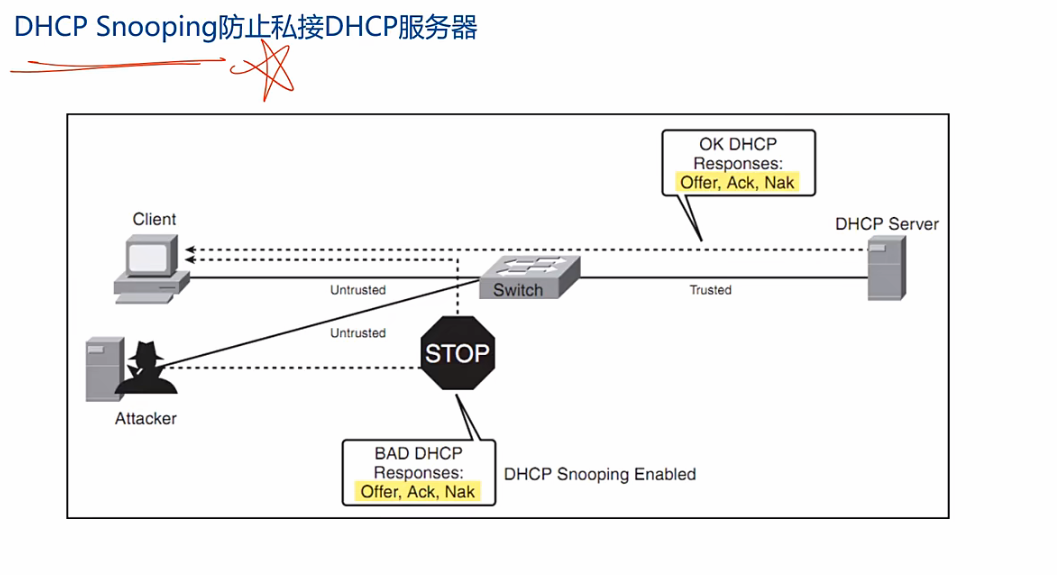 DHCP Snooping防止私接DHCP服务器
OK DHCP
Responses:
Offer, Ack, Nak
Client
DHCP Server
Untrusted
Switch
Trusted
Untrusted
STOP
Attacker
BAD DHCP
Responses:
Offer, Ack, Nak
DHCP Snooping Enabled